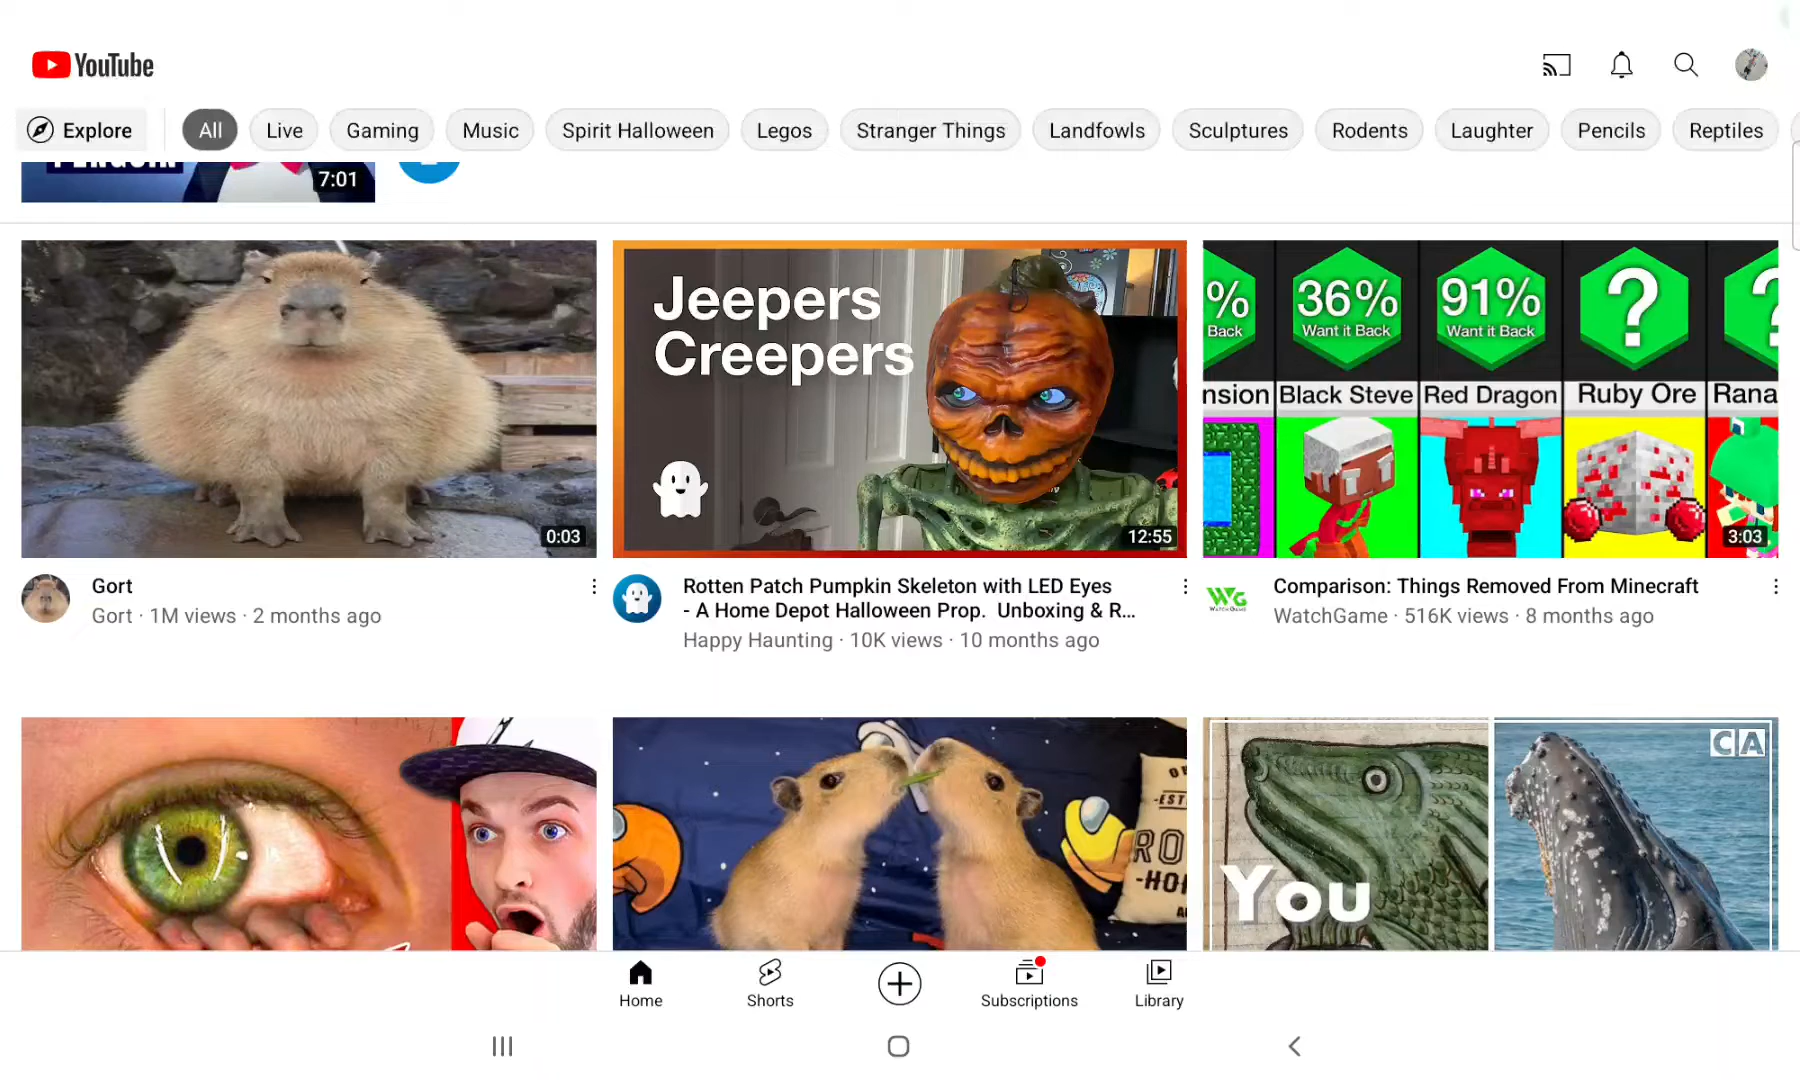 YouTube
Explore
All
Live
Gaming
Music
Spirit Halloween
Legos
Stranger Things
Landfowls
Sculptures
Rodents
Laughter
Pencils
Reptiles
7:01
Jeepers
Creepers
%
Back
36%
Want it Back
91%
Want it Back
?
nsion
Black Steve
Red Dragon
Ruby Ore
Rana
0:03
12:55
3:03
Gort
Gort · 1M views · 2 months ago
Rotten Patch Pumpkin Skeleton with LED Eyes
- A Home Depot Halloween Prop.  Unboxing & R...
Happy Haunting · 10K views · 10 months ago
WG
WATCHGAME
Comparison: Things Removed From Minecraft
WatchGame · 516K views · 8 months ago
CA
You
Home
Shorts
Subscriptions
Library